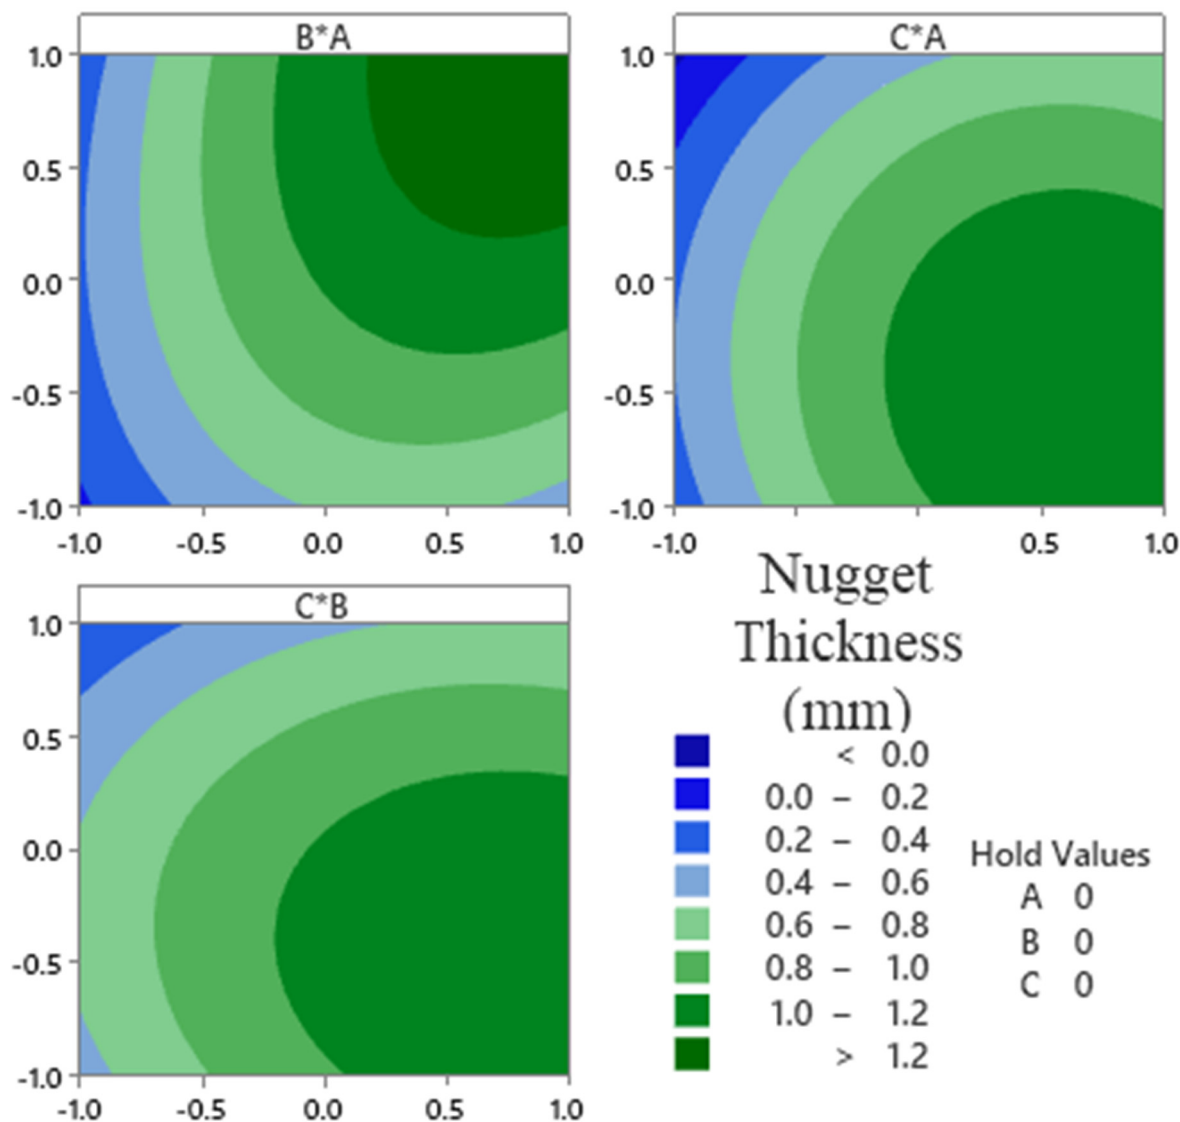 B*A
1.0
0.5
0.0
-0.5
-1.0
-1.0 -0.5 0.0 0.5 1.0
C*A
1.0
0.5
0.0
-0.5
-1.0
-1.0 0.5 1.0
C*B
1.0
0.5
0.0
-0.5
-1.0
-1.0 -0.5 0.0 0.5 1.0
Nugget
Thickness
(mm)
< 0.0
0.0 – 0.2
0.2 – 0.4
0.4 – 0.6
0.6 – 0.8
0.8 – 1.0
1.0 – 1.2
> 1.2
Hold Values
A 0
B 0
C 0